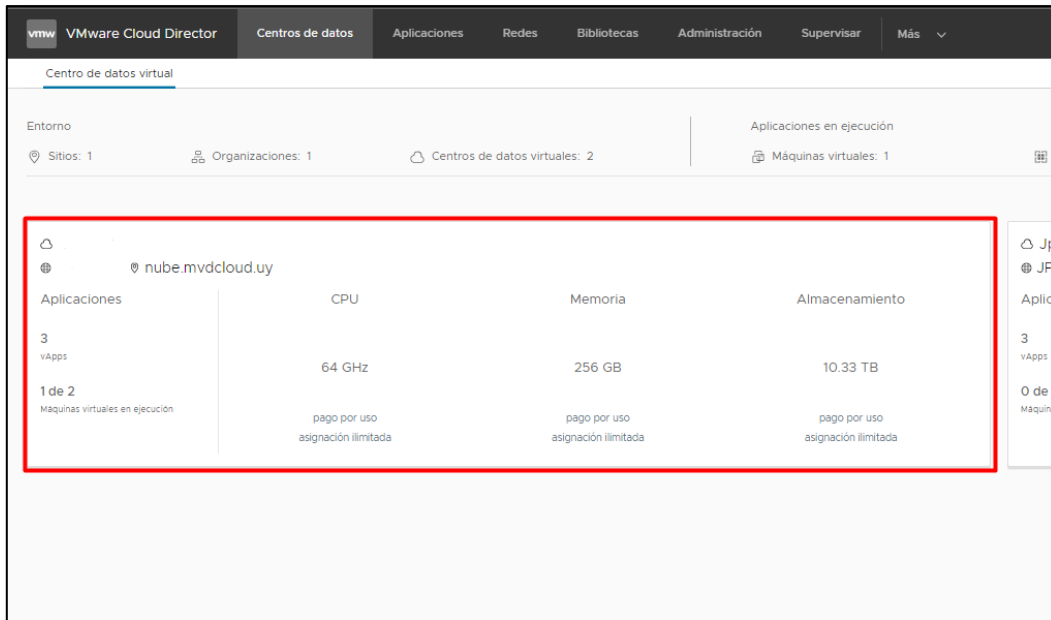 vmw VMware Cloud Director Centros de datos Aplicaciones Redes Bibliotecas Administración Supervisar Más
Centro de datos virtual
Entorno
Sitios: 1 Organizaciones: 1 Centros de datos virtuales: 2
Aplicaciones en ejecución
Máquinas virtuales: 1
nube.mvdcloud.uy
Aplicaciones
3
vApps
1 de 2
Máquinas virtuales en ejecución
CPU
64 GHz
pago por uso
asignación ilimitada
Memoria
256 GB
pago por uso
asignación ilimitada
Almacenamiento
10.33 TB
pago por uso
asignación ilimitada
3
vApps
0 de